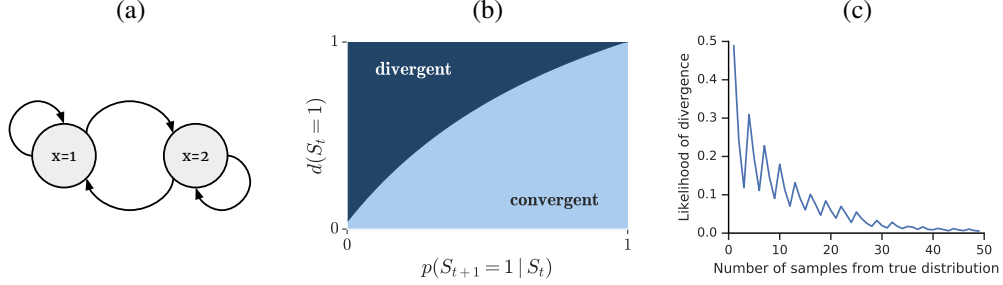 (a)
(b)
(c)
x=1
x=2
1
divergent
convergent
d(S_t = 1)
0
0
1
p(S_{t+1} = 1 | S_t)
0.5
0.4
0.3
0.2
0.1
0.0
Likelihood of divergence
0 10 20 30 40 50
Number of samples from true distribution